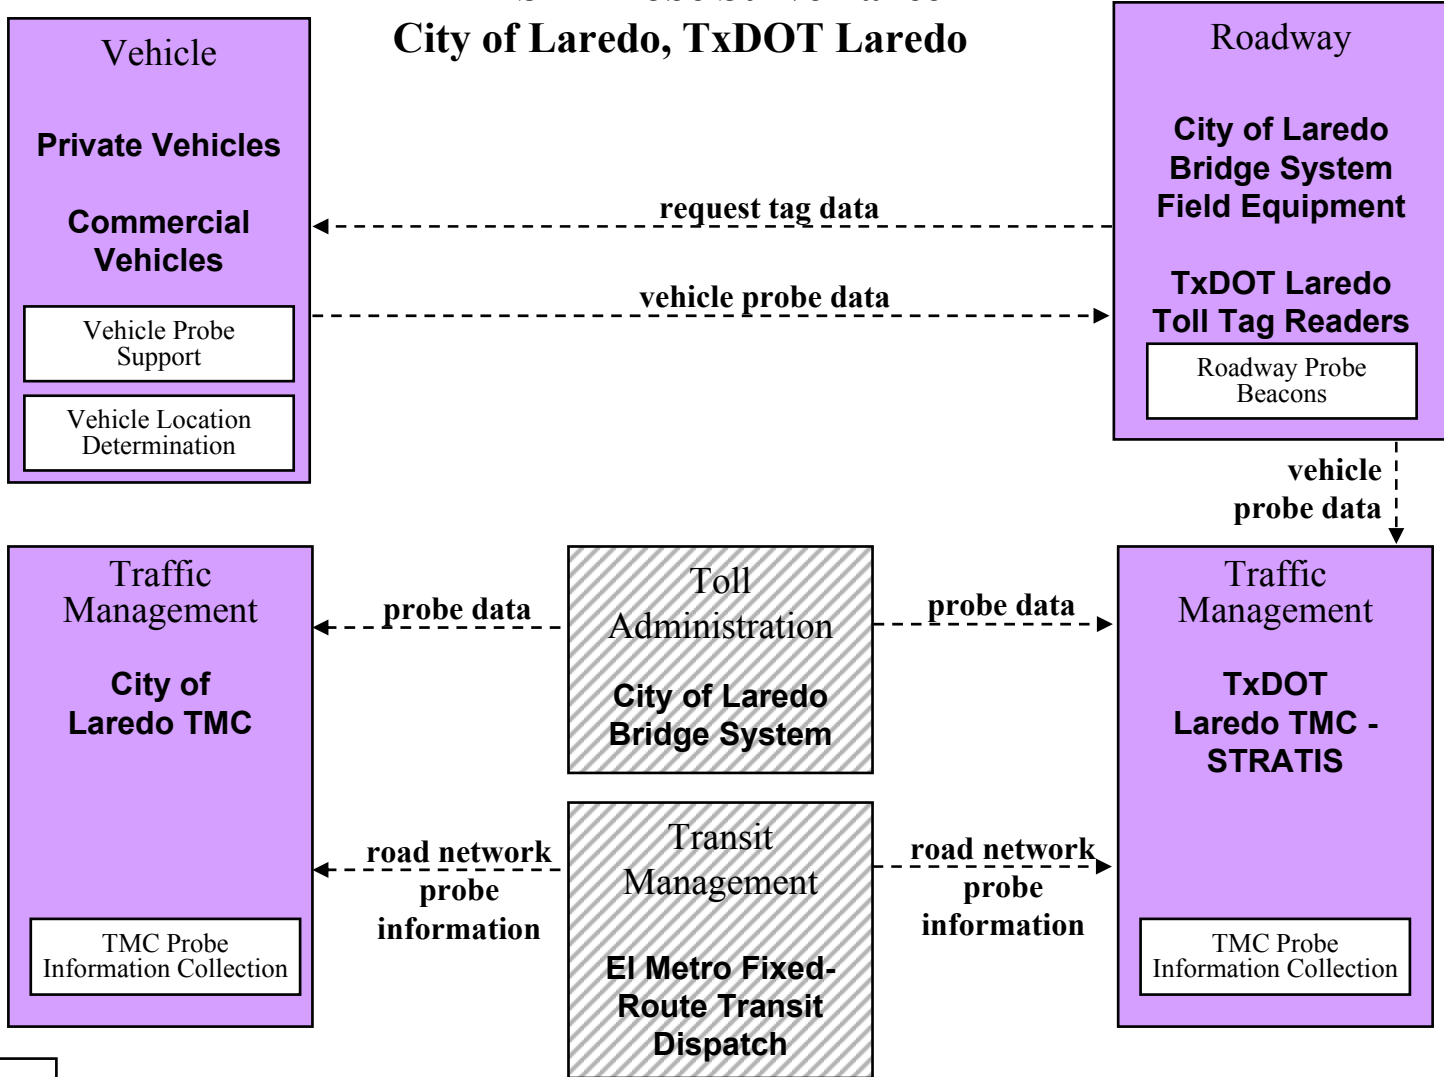 City of Laredo, TxDOT Laredo
Vehicle
Private Vehicles
Commercial
Vehicles
Vehicle Probe
Support
Vehicle Location
Determination
request tag data
vehicle probe data
Roadway
City of Laredo
Bridge System
Field Equipment
TxDOT Laredo
Toll Tag Readers
Roadway Probe
Beacons
vehicle
probe data
Traffic
Management
City of
Laredo TMC
TMC Probe
Information Collection
probe data
road network
probe
information
Toll
Administration
City of Laredo
Bridge System
Transit
Management
El Metro Fixed-
Route Transit
Dispatch
probe data
road network
probe
information
Traffic
Management
TxDOT
Laredo TMC -
STRATIS
TMC Probe
Information Collection